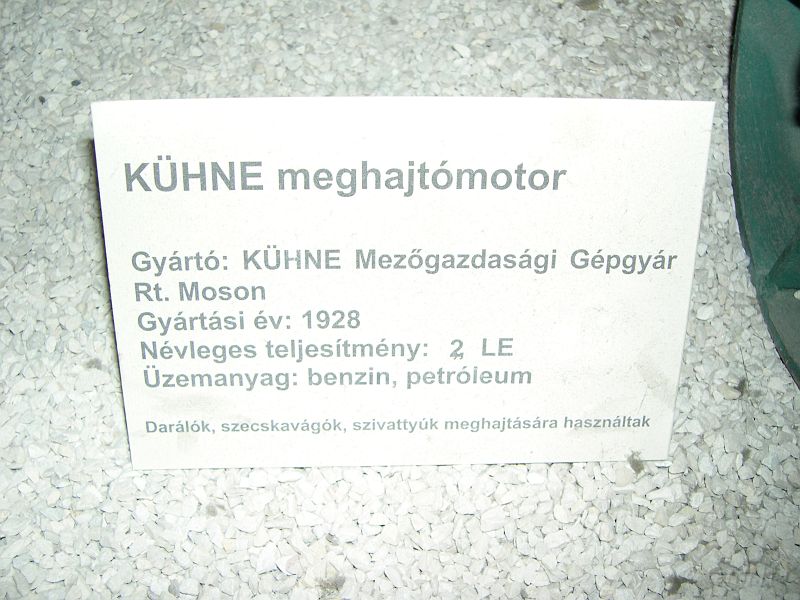 KÜHNE meghajtómotor
Gyártó: KÜHNE Mezőgazdasági Gépgyár
Rt. Moson
Gyártási év: 1928
Névleges teljesítmény: 2 LE
Üzemanyag: benzin, petróleum
Darálók, szecskavágók, szivattyúk meghajtására használtak